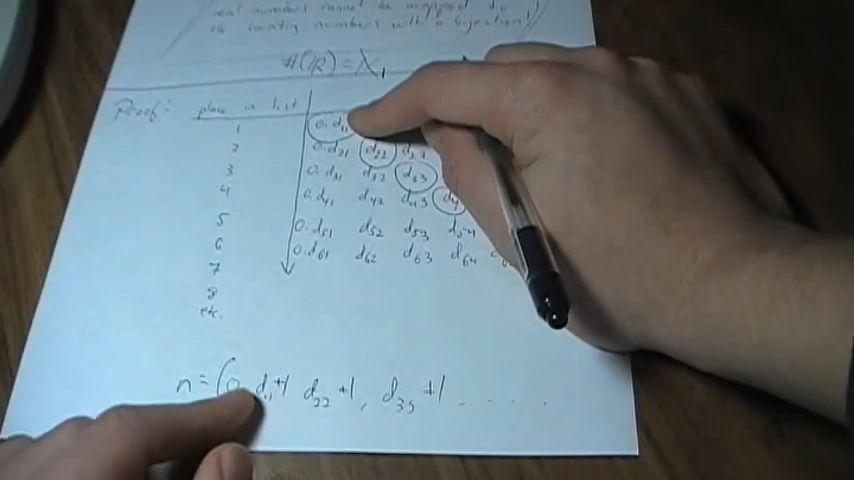 real numbers cannot be mapped to
the counting numbers with a bijection!
#(ℝ) = ℵ₁
Proof: place in list
1 0.d₁₁
2 0.d₂₁ d₂₂ d₂₃
3 0.d₃₁ d₃₂ d₃₃
4 0.d₄₁ d₄₂ d₄₃
5 0.d₅₁ d₅₂ d₅₃ d₅₄
6 0.d₆₁ d₆₂ d₆₃ d₆₄
7
8
etc.
n = (0. d₁₁+1 d₂₂+1, d₃₃+1 . . . . .